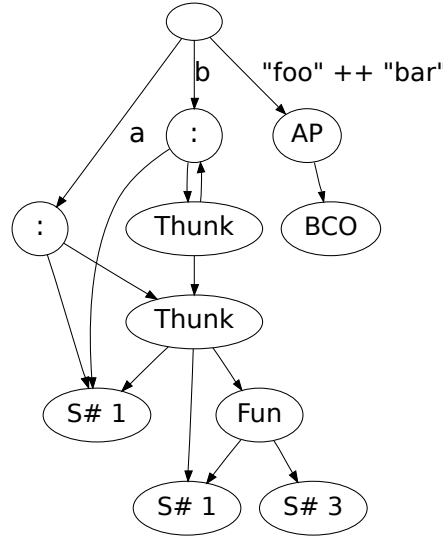 b
"foo" ++ "bar"
a
:
AP
:
Thunk
BCO
Thunk
S# 1
Fun
S# 1
S# 3